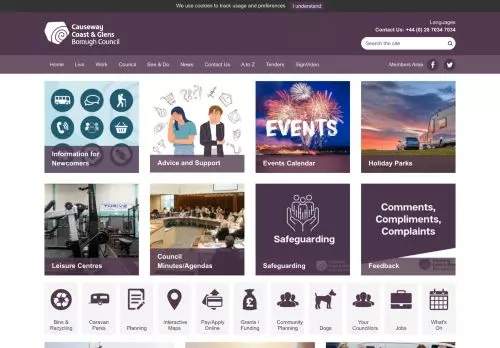 We use cookies to track usage and preferences I understand
Causeway
Coast & Glens
Borough Council
Languages
Contact Us: +44 (0) 28 7034 7034
Search the site
Home Live Work Council See & Do News Contact Us A to Z Tenders SignVideo Members Area
Information for
Newcomers
Advice and Support
EVENTS
Events Calendar
Holiday Parks
THRIVE
Leisure Centres
Council
Minutes/Agendas
Safeguarding
Safeguarding
Comments,
Compliments,
Complaints
Feedback
Bins &
Recycling
Caravan
Parks
Planning
Interactive
Maps
Pay/Apply
Online
Grants /
Funding
Community
Planning
Dogs
Your
Councillors
Jobs
What's
On